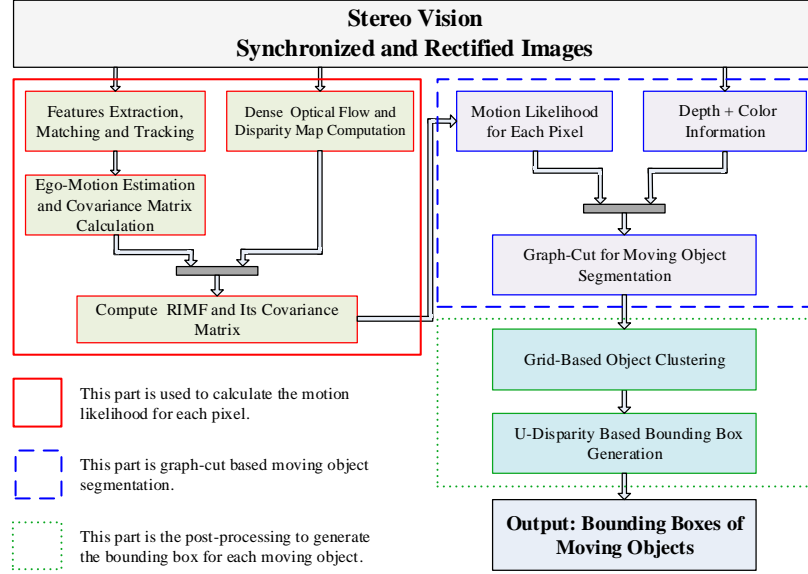 Stereo Vision
Synchronized and Rectified Images
Features Extraction,
Matching and Tracking
Dense Optical Flow and
Disparity Map Computation
Ego-Motion Estimation
and Covariance Matrix
Calculation
Compute RIMF and Its Covariance
Matrix
Motion Likelihood
for Each Pixel
Depth + Color
Information
Graph-Cut for Moving Object
Segmentation
Grid-Based Object Clustering
U-Disparity Based Bounding Box
Generation
Output: Bounding Boxes of
Moving Objects
This part is used to calculate the motion
likelihood for each pixel.
This part is graph-cut based moving object
segmentation.
This part is the post-processing to generate
the bounding box for each moving object.